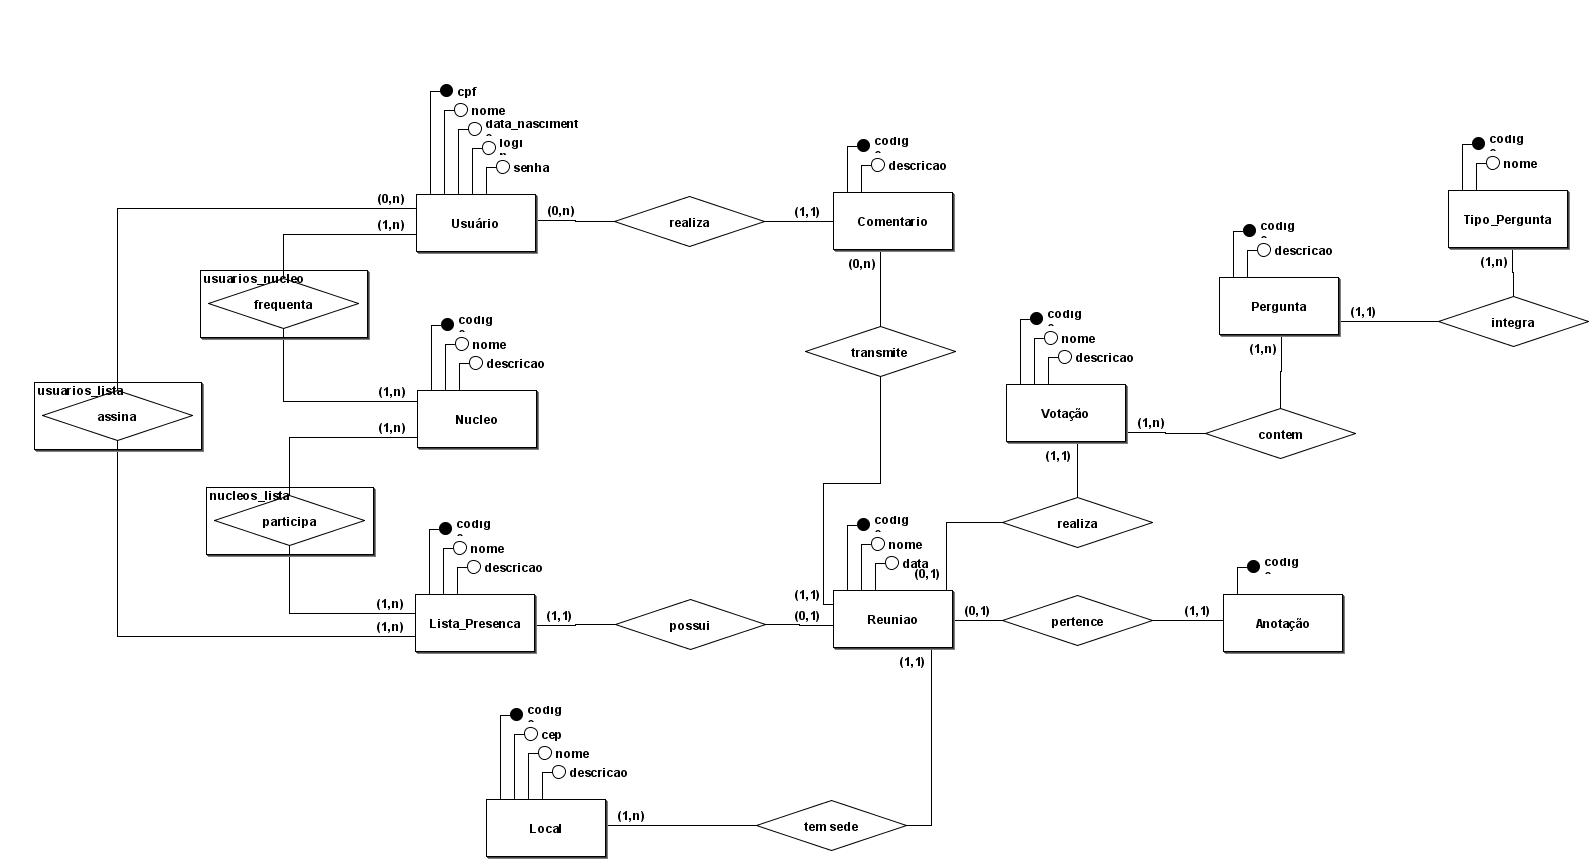 cpf
nome
data_nasciment
senha
(0,n)
(1,n)
Usuário
(0,n)
realiza
(1,1)
codig
descricao
Comentario
(0,n)
transmite
codig
nome
Tipo_Pergunta
(1,n)
integra
(1,1)
codig
descricao
Pergunta
(1,n)
contem
(1,n)
codig
nome
descricao
Votação
(1,1)
realiza
(0,1)
usuarios_nucleo
frequenta
codig
nome
descricao
(1,n)
Nucleo
(1,n)
usuarios_lista
assina
nucleos_lista
participa
codig
nome
descricao
(1,n)
(1,n)
Lista_Presenca
(1,1)
possui
(0,1)
(1,1)
codig
nome
data
Reuniao
(1,1)
(0,1)
pertence
(1,1)
codig
Anotação
codig
cep
nome
descricao
Local
(1,n)
tem sede